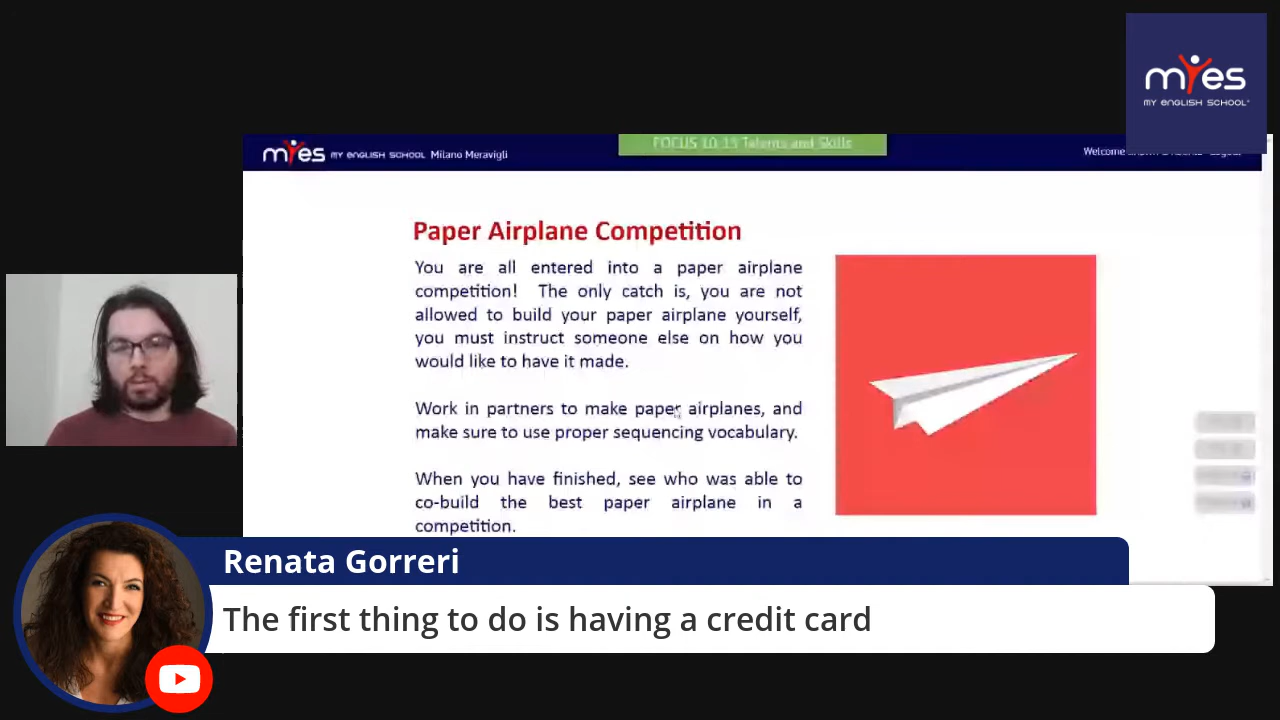 myes
MY ENGLISH SCHOOL
myes MY ENGLISH SCHOOL Milano Meravigli
FOCUS 10.13 Talents and Skills
Welcome
Paper Airplane Competition
You are all entered into a paper airplane
competition! The only catch is, you are not
allowed to build your paper airplane yourself,
you must instruct someone else on how you
would like to have it made.
Work in partners to make paper airplanes, and
make sure to use proper sequencing vocabulary.
When you have finished, see who was able to
co-build the best paper airplane in a
competition.
Renata Gorreri
The first thing to do is having a credit card